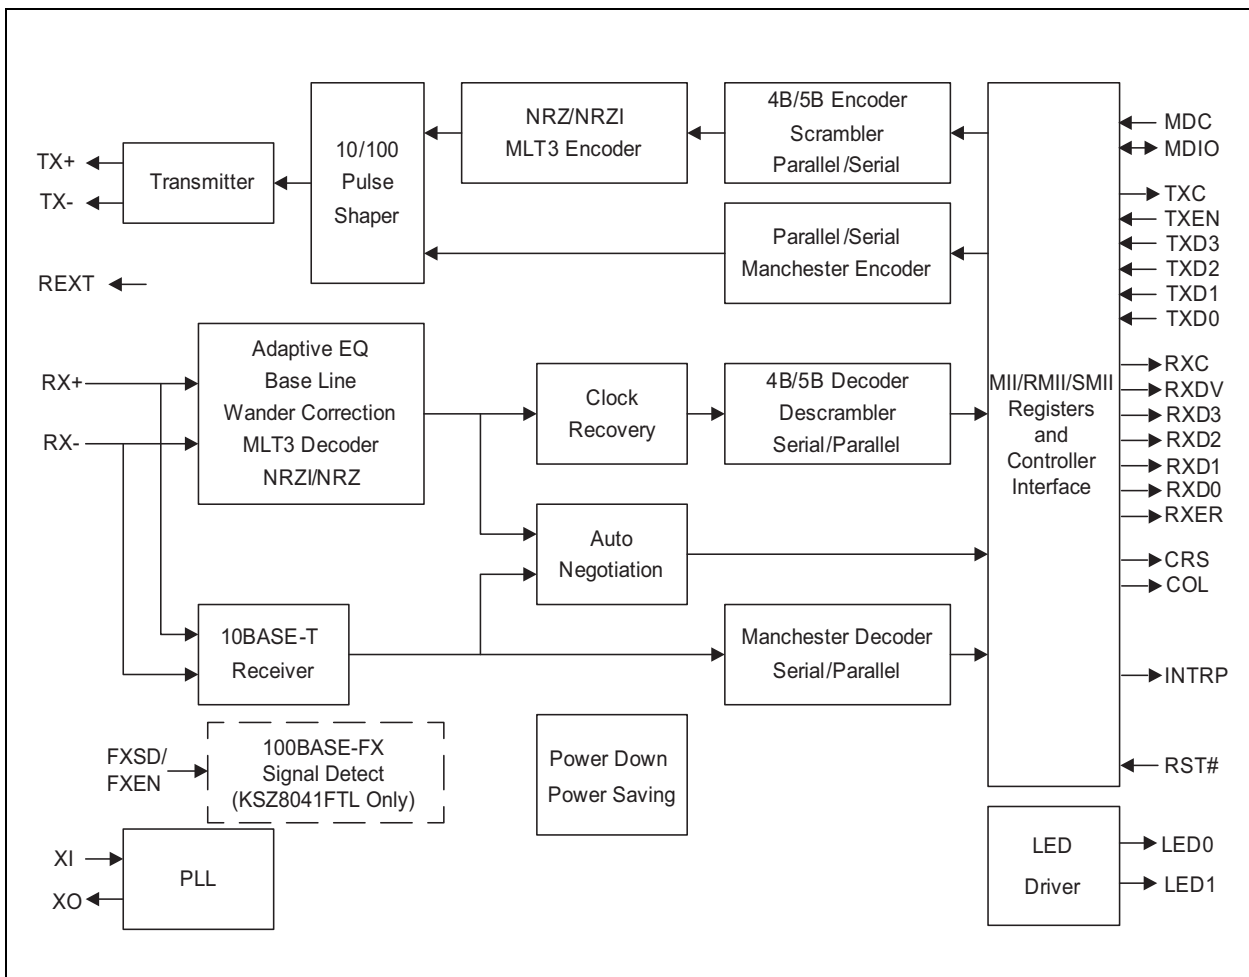 TX+
TX-
REXT
Transmitter
10/100
Pulse
Shaper
NRZ/NRZI
MLT3 Encoder
4B/5B Encoder
Scrambler
Parallel/Serial
Parallel/Serial
Manchester Encoder
RX+
RX-
Adaptive EQ
Base Line
Wander Correction
MLT3 Decoder
NRZI/NRZ
Clock
Recovery
4B/5B Decoder
Descrambler
Serial/Parallel
Auto
Negotiation
10BASE-T
Receiver
Manchester Decoder
Serial/Parallel
FXSD/
FXEN
100BASE-FX
Signal Detect
(KSZ8041FTL Only)
Power Down
Power Saving
XI
XO
PLL
MII/RMII/SMII
Registers
and
Controller
Interface
MDC
MDIO
TXC
TXEN
TXD3
TXD2
TXD1
TXD0
RXC
RXDV
RXD3
RXD2
RXD1
RXD0
RXER
CRS
COL
INTRP
RST#
LED
Driver
LED0
LED1